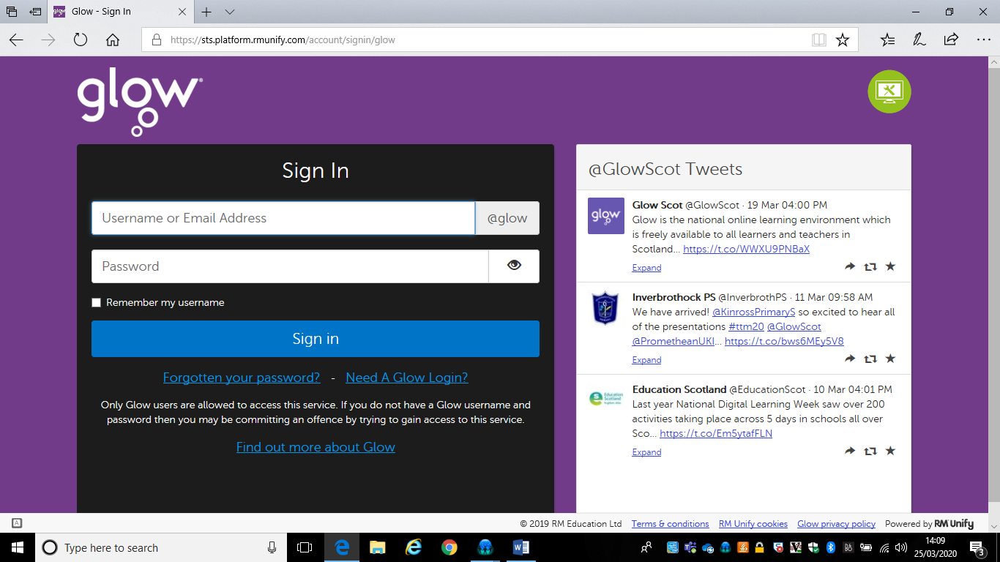 Glow - Sign In
https://sts.platform.rmunify.com/account/signin/glow
glow
Sign In
Username or Email Address
@glow
Password
Remember my username
Sign in
Forgotten your password? - Need A Glow Login?
Only Glow users are allowed to access this service. If you do not have a Glow username and
password then you may be committing an offence by trying to gain access to this service.
Find out more about Glow
@GlowScot Tweets
glow
Glow Scot @GlowScot · 19 Mar 04:00 PM
Glow is the national online learning environment which
is freely available to all learners and teachers in
Scotland… https://t.co/WWXU9PNBaX
Expand
Inverbrothock PS @InverbrothPS · 11 Mar 09:58 AM
We have arrived! @KinrossPrimaryS so excited to hear all
of the presentations #ttm20 @GlowScot
@PrometheanUKI… https://t.co/bws6MEy5V8
Expand
Education Scotland
Education Scotland @EducationScot · 10 Mar 04:01 PM
Last year National Digital Learning Week saw over 200
activities taking place across 5 days in schools all over
Sco… https://t.co/Em5ytafFLN
Expand
© 2019 RM Education Ltd Terms & conditions RM Unify cookies Glow privacy policy Powered by RM Unify
Type here to search
14:09
25/03/2020
3